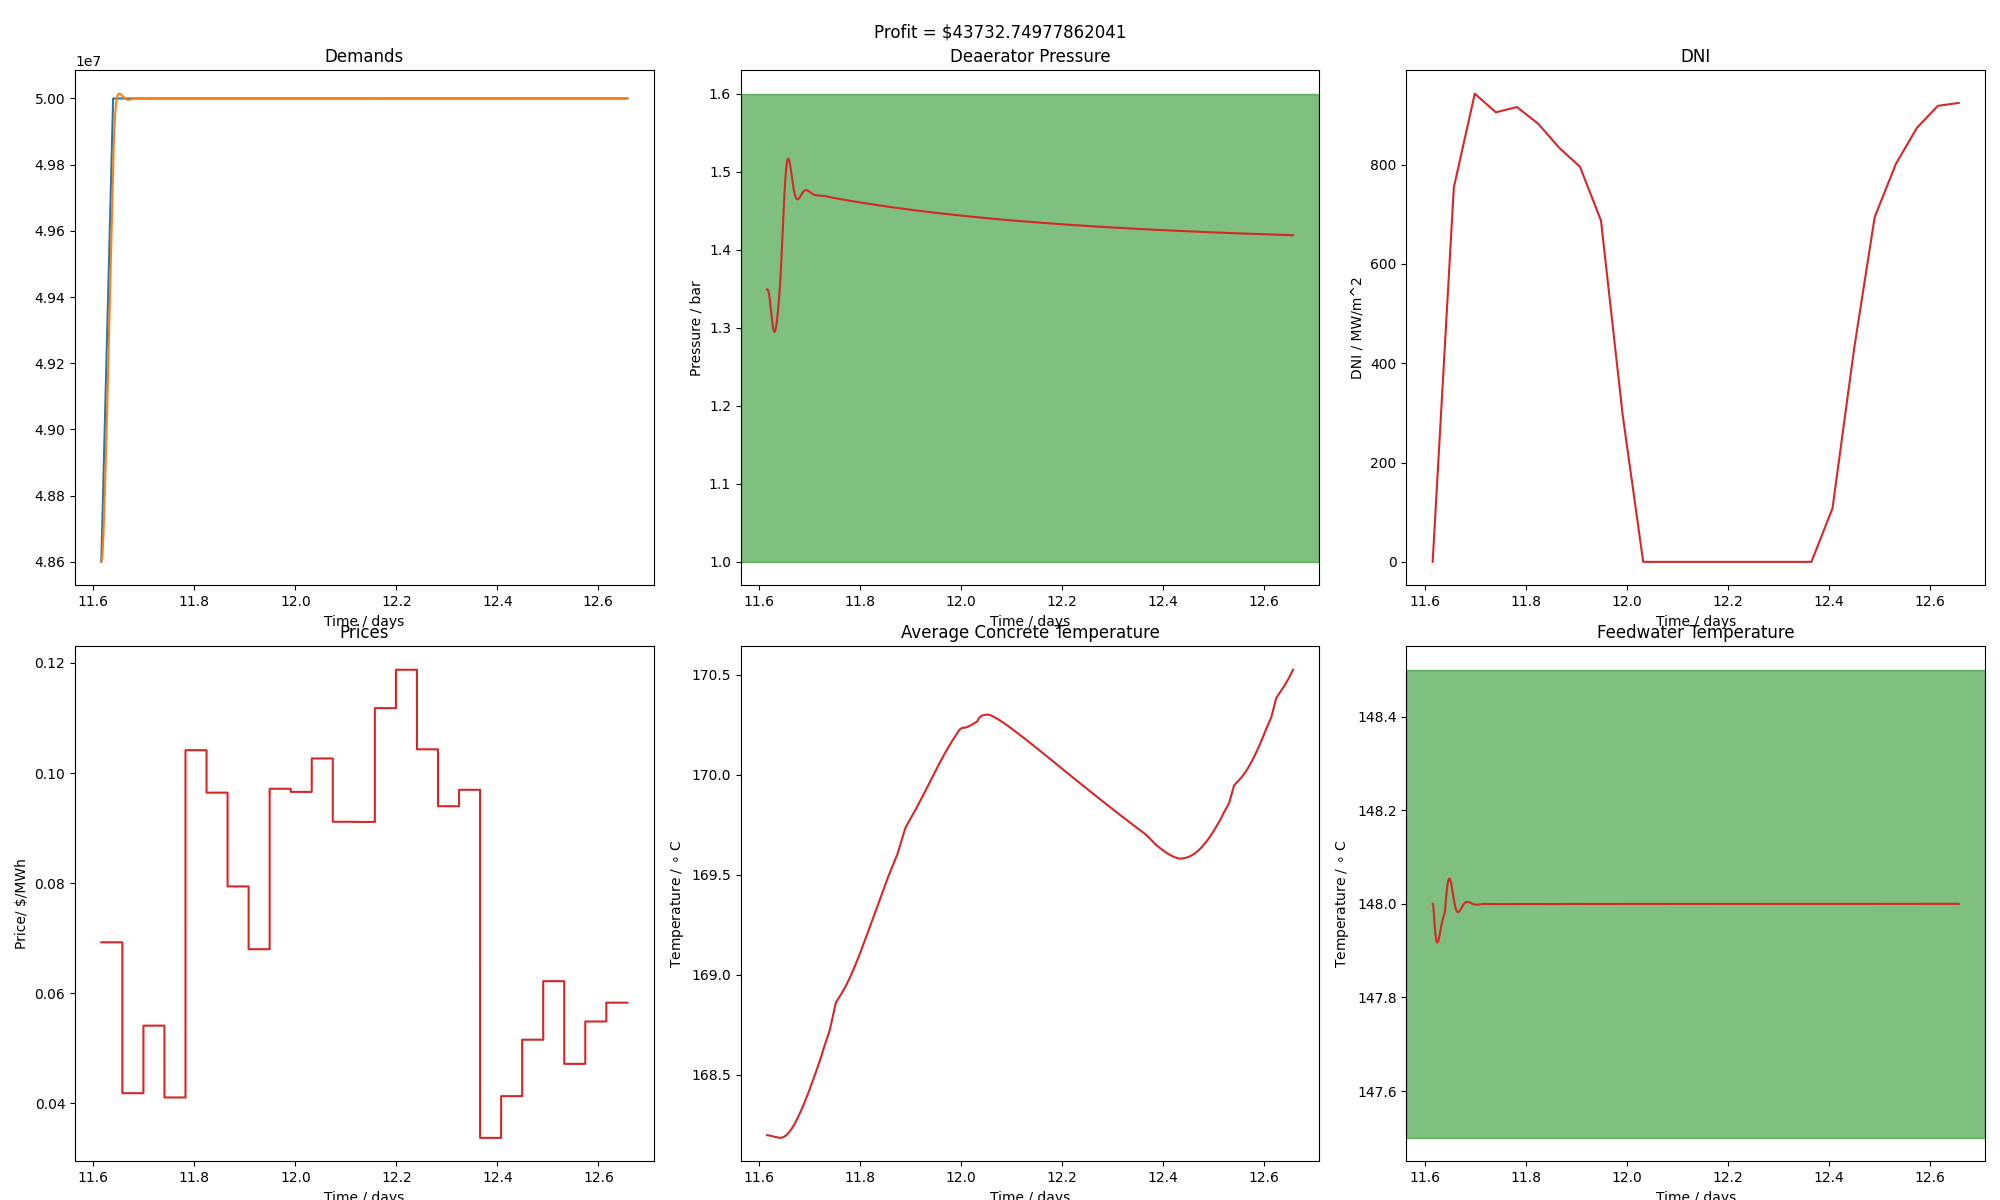 Profit = $43732.74977862041
Demands
1e7
5.00
4.98
4.96
4.94
4.92
4.90
4.88
4.86
11.6 11.8 12.0 12.2 12.4 12.6
Time / days
Deaerator Pressure
Pressure / bar
1.6
1.5
1.4
1.3
1.2
1.1
1.0
11.6 11.8 12.0 12.2 12.4 12.6
Time / days
DNI
DNI / MW/m^2
800
600
400
200
0
11.6 11.8 12.0 12.2 12.4 12.6
Time / days
Prices
Price/ $/MWh
0.12
0.10
0.08
0.06
0.04
11.6 11.8 12.0 12.2 12.4 12.6
Time / days
Average Concrete Temperature
Temperature / ∘ C
170.5
170.0
169.5
169.0
168.5
11.6 11.8 12.0 12.2 12.4 12.6
Time / days
Feedwater Temperature
Temperature / ∘ C
148.4
148.2
148.0
147.8
147.6
11.6 11.8 12.0 12.2 12.4 12.6
Time / days